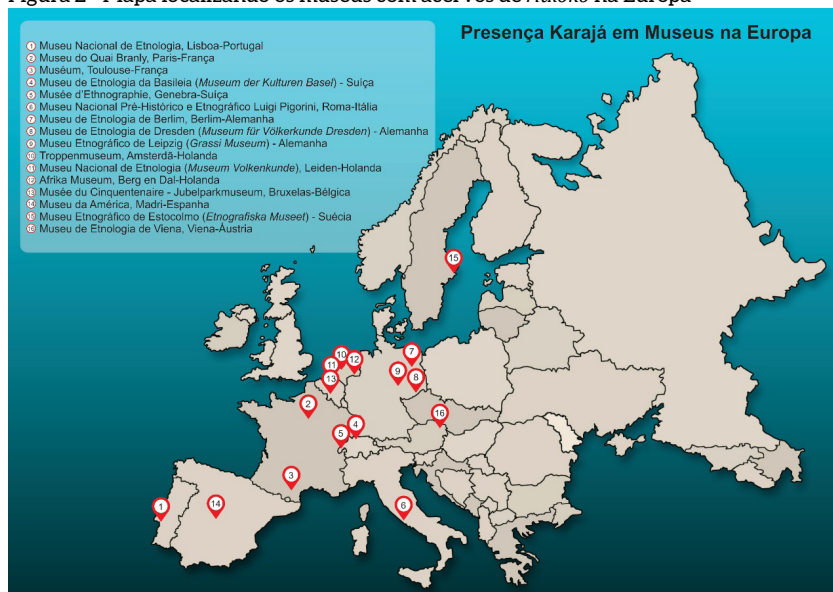 Figura 2 - Mapa localizando os museus com acervos de Ritxoko na Europa
Presença Karajá em Museus na Europa
1 Museu Nacional de Etnologia, Lisboa-Portugal
2 Museu do Quai Branly, Paris-França
3 Muséum, Toulouse-França
4 Museu de Etnologia da Basileia (Museum der Kulturen Basel) - Suíça
5 Musée d'Ethnographie, Genebra-Suíça
6 Museu Nacional Pré-Histórico e Etnográfico Luigi Pigorini, Roma-Itália
7 Museu de Etnologia de Berlim, Berlim-Alemanha
8 Museu de Etnologia de Dresden (Museum für Völkerkunde Dresden) - Alemanha
9 Museu Etnográfico de Leipzig (Grassi Museum) - Alemanha
10 Troppenmuseum, Amsterdã-Holanda
11 Museu Nacional de Etnologia (Museum Volkenkunde), Leiden-Holanda
12 Afrika Museum, Berg en Dal-Holanda
13 Musée du Cinquentenaire - Jubelparkmuseum, Bruxelas-Bélgica
14 Museu da América, Madri-Espanha
15 Museu Etnográfico de Estocolmo (Etnografiska Museet) - Suécia
16 Museu de Etnologia de Viena, Viena-Áustria
15
10
12
7
11
13
9
8
2
16
4
5
3
1
14
6